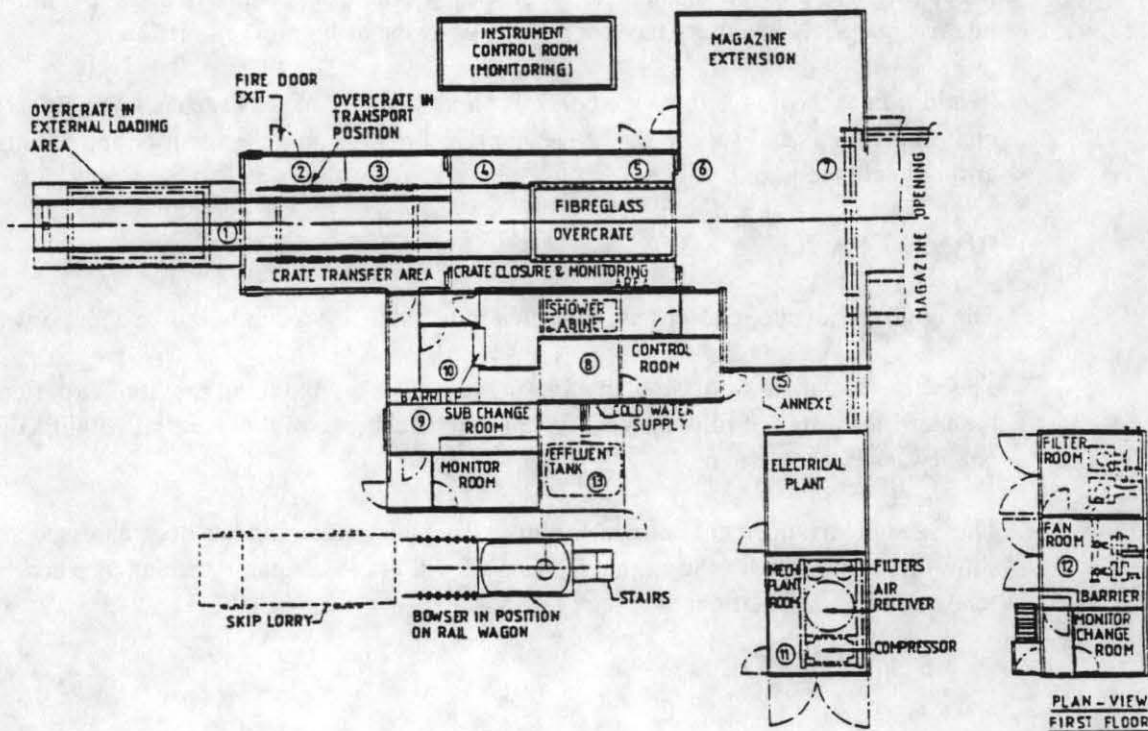 INSTRUMENT
CONTROL ROOM
(MONITORING)
MAGAZINE
EXTENSION
FIRE DOOR
EXIT
OVERCRATE IN
TRANSPORT
POSITION
OVERCRATE IN
EXTERNAL LOADING
AREA
2
3
4
5
6
7
FIBREGLASS
OVERCRATE
1
MAGAZINE OPENING
CRATE TRANSFER AREA
CRATE CLOSURE & MONITORING
SHOWER
CABINET
8
CONTROL
ROOM
10
BARRIER
9
SUB CHANGE
ROOM
COLD WATER
SUPPLY
ANNEXE
MONITOR
ROOM
EFFLUENT
TANK
13
ELECTRICAL
PLANT
FILTER
ROOM
FAN
ROOM
12
BARRIER
MONITOR
CHANGE
ROOM
SKIP LORRY
BOWSER IN POSITION
ON RAIL WAGON
STAIRS
MECH
PLANT
ROOM
FILTERS
AIR
RECEIVER
COMPRESSOR
11
PLAN-VIEW
FIRST FLOOR